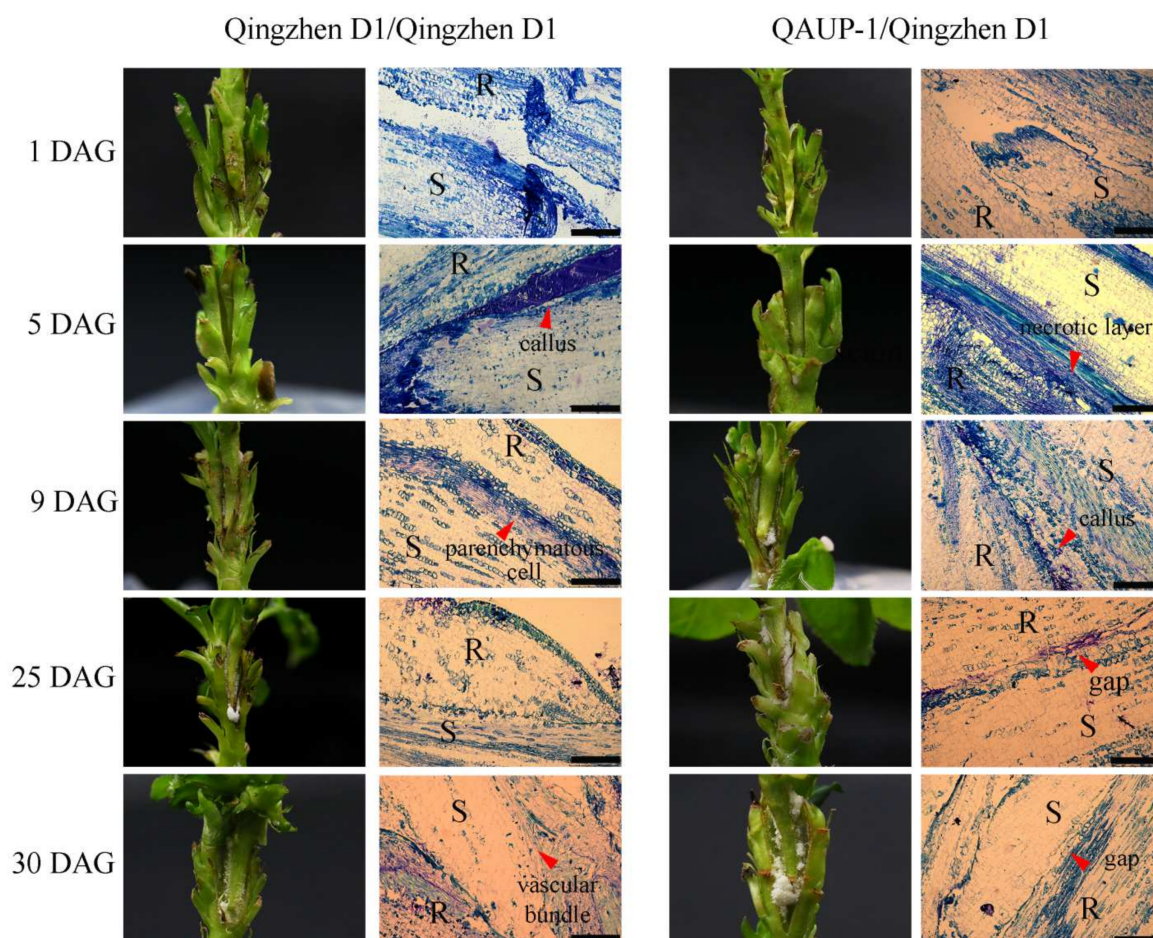 Qingzhen D1/Qingzhen D1
QAUP-1/Qingzhen D1
1 DAG
R
S
S
R
5 DAG
R
callus
S
S
necrotic layer
R
9 DAG
R
S
parenchymatous
cell
S
callus
R
25 DAG
R
S
R
gap
S
30 DAG
S
vascular
bundle
R
S
gap
R